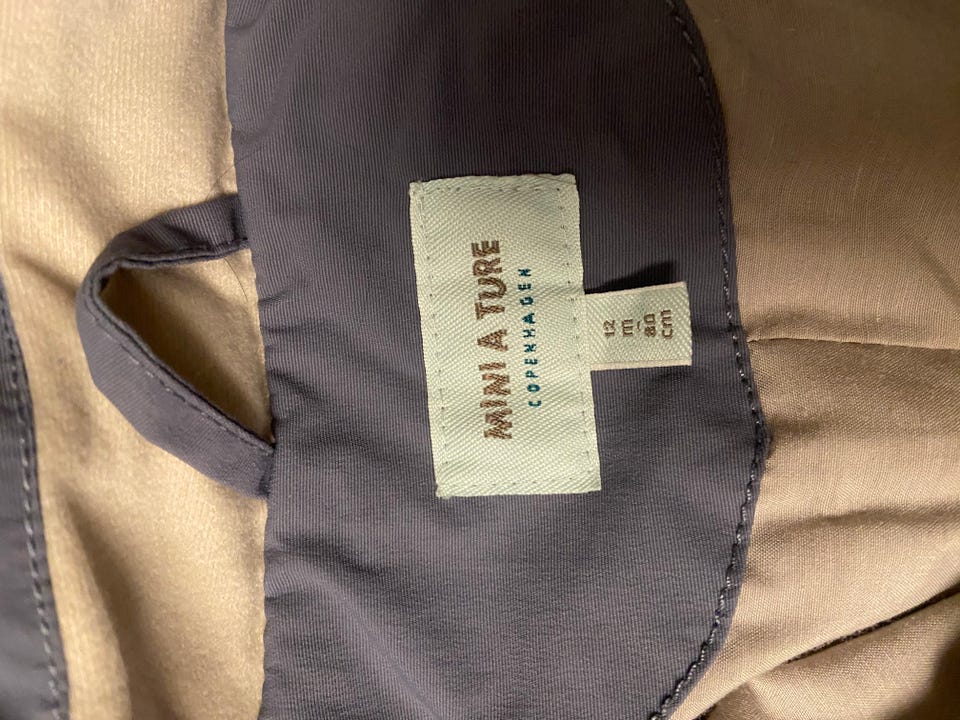 MINI A TURE
COPENHAGEN
12
m
-
80
cm